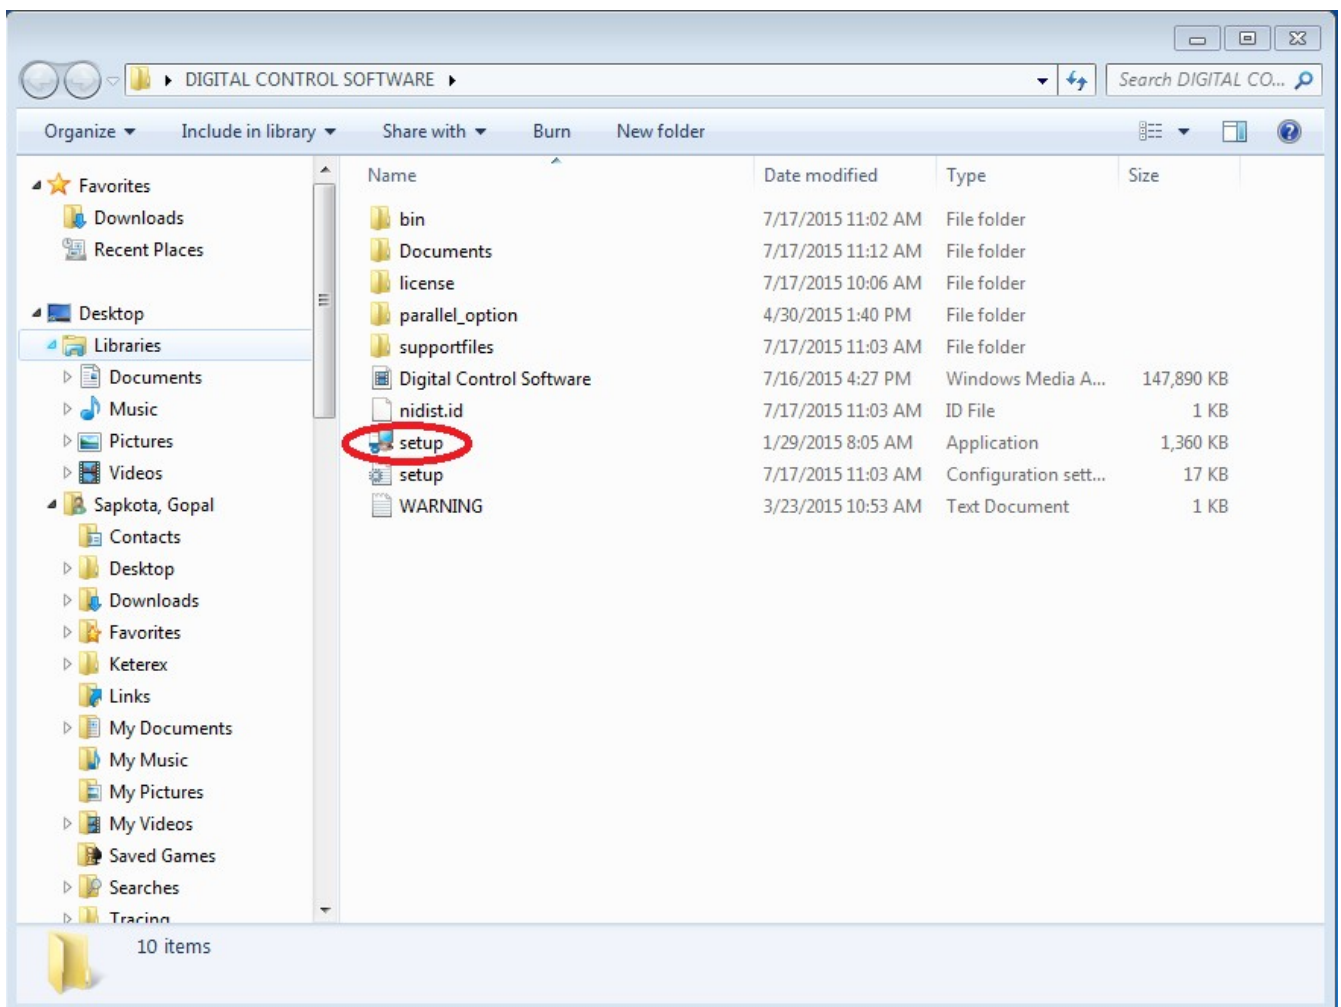 DIGITAL CONTROL SOFTWARE
Search DIGITAL CO...
Organize Include in library Share with Burn New folder
Favorites
Downloads
Recent Places
Desktop
Libraries
Documents
Music
Pictures
Videos
Sapkota, Gopal
Contacts
Desktop
Downloads
Favorites
Keterex
Links
My Documents
My Music
My Pictures
My Videos
Saved Games
Searches
Tracing
Name Date modified Type Size
bin 7/17/2015 11:02 AM File folder
Documents 7/17/2015 11:12 AM File folder
license 7/17/2015 10:06 AM File folder
parallel_option 4/30/2015 1:40 PM File folder
supportfiles 7/17/2015 11:03 AM File folder
Digital Control Software 7/16/2015 4:27 PM Windows Media A... 147,890 KB
nidist.id 7/17/2015 11:03 AM ID File 1 KB
setup 1/29/2015 8:05 AM Application 1,360 KB
setup 7/17/2015 11:03 AM Configuration sett... 17 KB
WARNING 3/23/2015 10:53 AM Text Document 1 KB
10 items